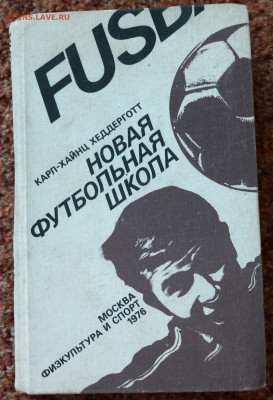 FUSB
КАРЛ-ХАЙНЦ ХЕДДЕРГОТТ
НОВАЯ
ФУТБОЛЬНАЯ
ШКОЛА
МОСКВА
ФИЗКУЛЬТУРА И СПОРТ
1976